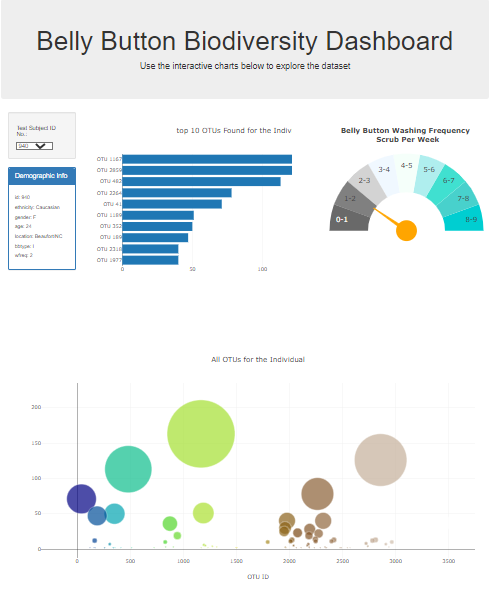 Belly Button Biodiversity Dashboard
Use the interactive charts below to explore the dataset
Test Subject ID
No.:
940
Demographic Info
id: 940
ethnicity: Caucasian
gender: F
age: 24
location: Beaufort/NC
bbtype: I
wfreq: 2
top 10 OTUs Found for the Indiv
OTU 1167
OTU 2859
OTU 482
OTU 2264
OTU 41
OTU 1189
OTU 352
OTU 189
OTU 2318
OTU 1977
0
50
100
Belly Button Washing Frequency
Scrub Per Week
0-1
1-2
2-3
3-4
4-5
5-6
6-7
7-8
8-9
All OTUs for the Individual
200
150
100
50
0
0
500
1000
1500
2000
2500
3000
3500
OTU ID